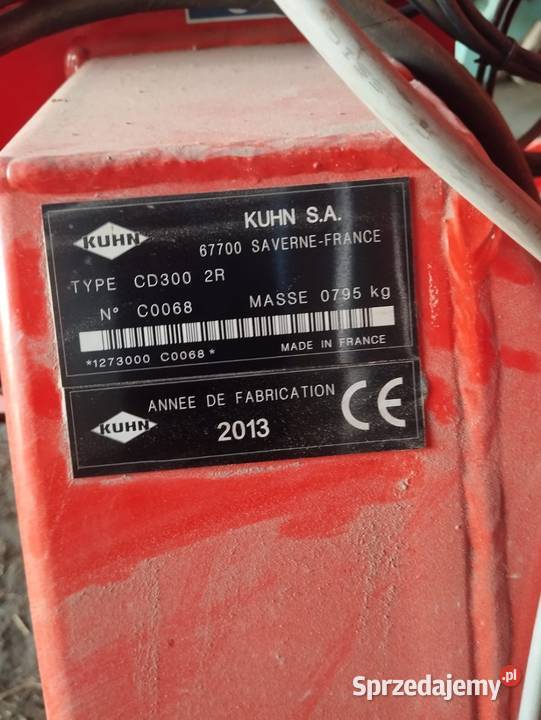 KUHN
KUHN S.A.
67700 SAVERNE-FRANCE
TYPE CD300 2R
N° C0068 MASSE 0795 kg
*1273000 C0068*
MADE IN FRANCE
KUHN
ANNEE DE FABRICATION
2013
CE
Sprzedajemy.pl